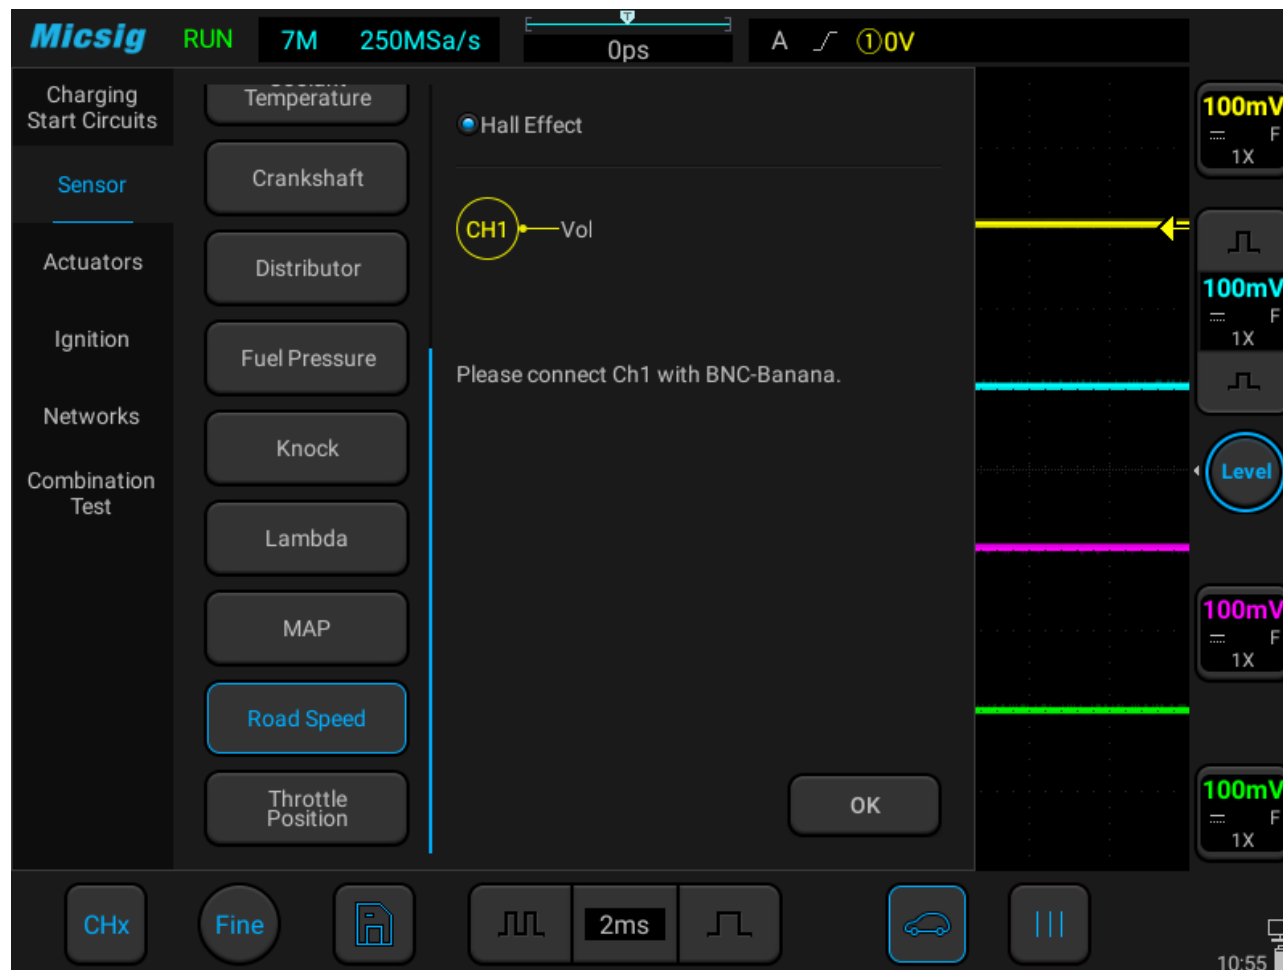 Micsig RUN 7M 250MSa/s T 0ps A ①0V
Charging
Start Circuits
Sensor
Actuators
Ignition
Networks
Combination
Test
Temperature
Crankshaft
Distributor
Fuel Pressure
Knock
Lambda
MAP
Road Speed
Throttle
Position
Hall Effect
CH1 Vol
Please connect Ch1 with BNC-Banana.
OK
100mV
F
1X
100mV
F
1X
Level
100mV
F
1X
100mV
F
1X
CHx Fine 2ms
10:55